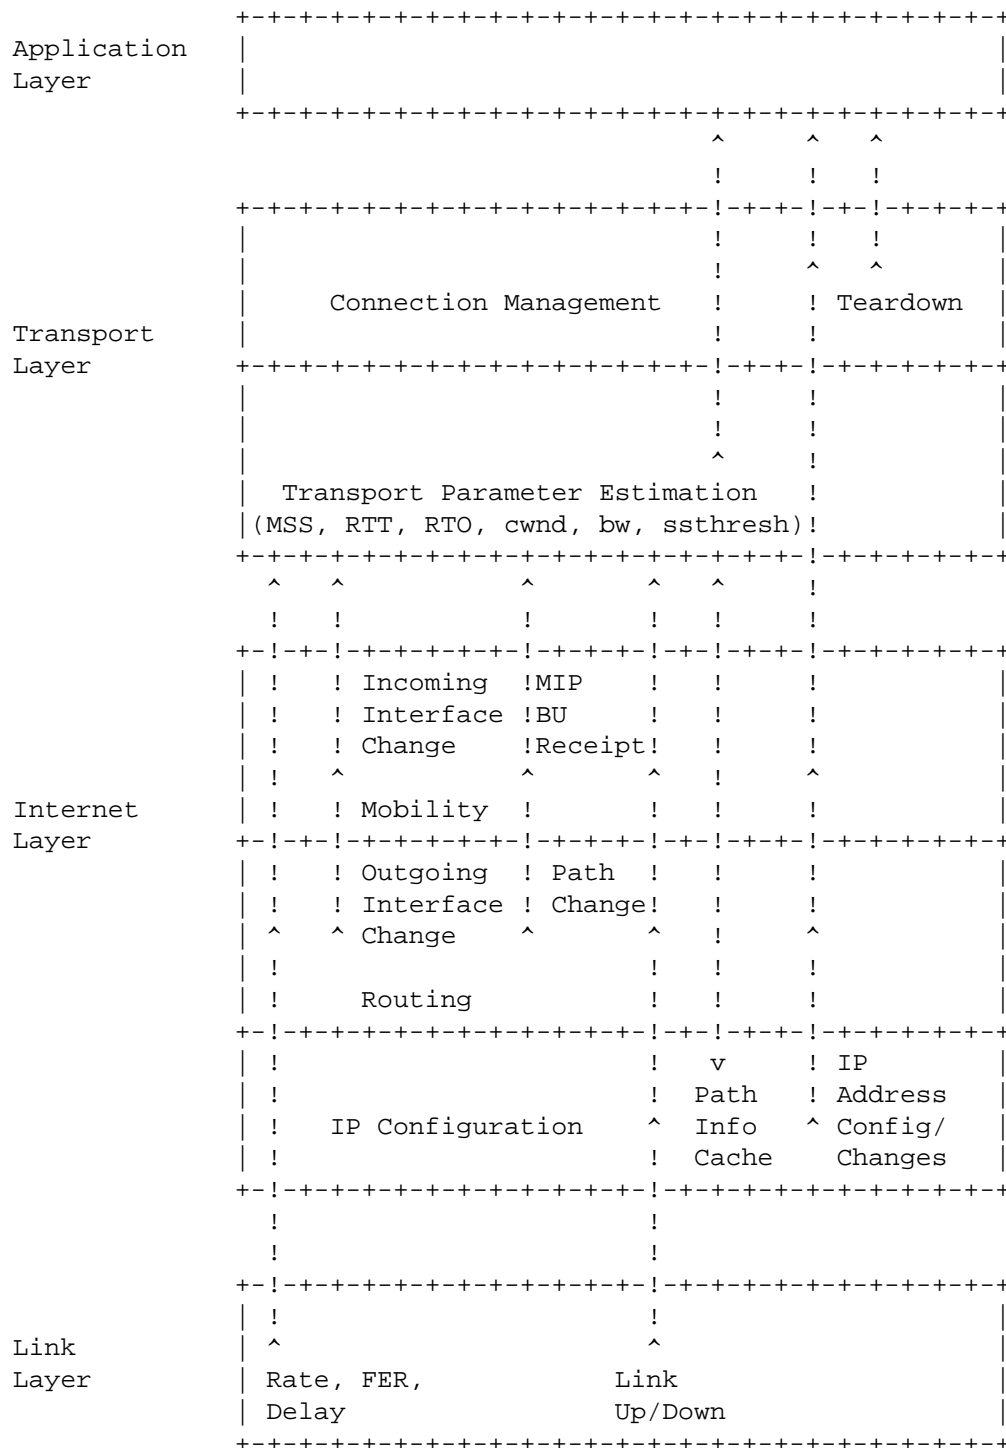 +-+-+-+-+-+-+-+-+-+-+-+-+-+-+-+-+-+-+-+-+-+-+-+-+
Application    |                                               |
Layer          |                                               |
               +-+-+-+-+-+-+-+-+-+-+-+-+-+-+-+-+-+-+-+-+-+-+-+-+
                                             ^     ^   ^
                                             !     !   !
               +-+-+-+-+-+-+-+-+-+-+-+-+-+-+-!-+-+-!-+-!-+-+-+-+
               |                             !     !   !       |
               |                             !     ^   ^       |
               |     Connection Management   !     ! Teardown  |
Transport      |                             !     !           |
Layer          +-+-+-+-+-+-+-+-+-+-+-+-+-+-+-!-+-+-!-+-+-+-+-+-+
               |                             !     !           |
               |                             !     !           |
               |                             ^     !           |
               |  Transport Parameter Estimation   !           |
               |(MSS, RTT, RTO, cwnd, bw, ssthresh)!           |
               +-+-+-+-+-+-+-+-+-+-+-+-+-+-+-+-+-+-!-+-+-+-+-+-+
                 ^   ^           ^       ^   ^     !
                 !   !           !       !   !     !
               +-!-+-!-+-+-+-+-+-!-+-+-+-!-+-!-+-+-!-+-+-+-+-+-+
               | !   ! Incoming  !MIP    !   !     !           |
               | !   ! Interface !BU     !   !     !           |
               | !   ! Change    !Receipt!   !     !           |
               | !   ^           ^       ^   !     ^           |
Internet       | !   ! Mobility  !       !   !     !           |
Layer          +-!-+-!-+-+-+-+-+-!-+-+-+-!-+-!-+-+-!-+-+-+-+-+-+
               | !   ! Outgoing  ! Path  !   !     !           |
               | !   ! Interface ! Change!   !     !           |
               | ^   ^ Change    ^       ^   !     ^           |
               | !                       !   !     !           |
               | !     Routing           !   !     !           |
               +-!-+-+-+-+-+-+-+-+-+-+-+-!-+-!-+-+-!-+-+-+-+-+-+
               | !                       !   v     ! IP        |
               | !                       !  Path   ! Address   |
               | !   IP Configuration    ^  Info   ^ Config/   |
               | !                       !  Cache    Changes   |
               +-!-+-+-+-+-+-+-+-+-+-+-+-!-+-+-+-+-+-+-+-+-+-+-+
                 !                       !
                 !                       !
               +-!-+-+-+-+-+-+-+-+-+-+-+-!-+-+-+-+-+-+-+-+-+-+-+
               | !                       !                     |
Link           | ^                       ^                     |
Layer          | Rate, FER,            Link                    |
               | Delay                 Up/Down                 |
               +-+-+-+-+-+-+-+-+-+-+-+-+-+-+-+-+-+-+-+-+-+-+-+-+